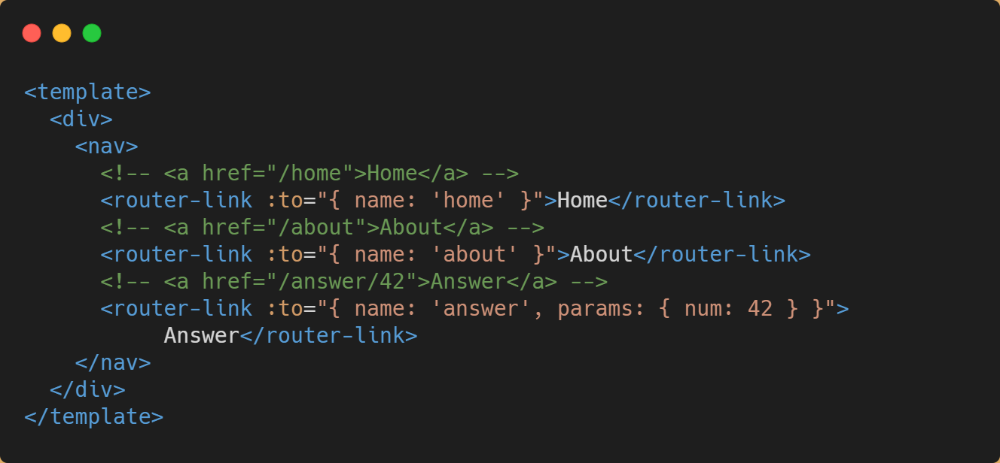 <template>
  <div>
    <nav>
      <!-- <a href="/home">Home</a> -->
      <router-link :to="{ name: 'home' }">Home</router-link>
      <!-- <a href="/about">About</a> -->
      <router-link :to="{ name: 'about' }">About</router-link>
      <!-- <a href="/answer/42">Answer</a> -->
      <router-link :to="{ name: 'answer', params: { num: 42 } }">
           Answer</router-link>
    </nav>
  </div>
</template>